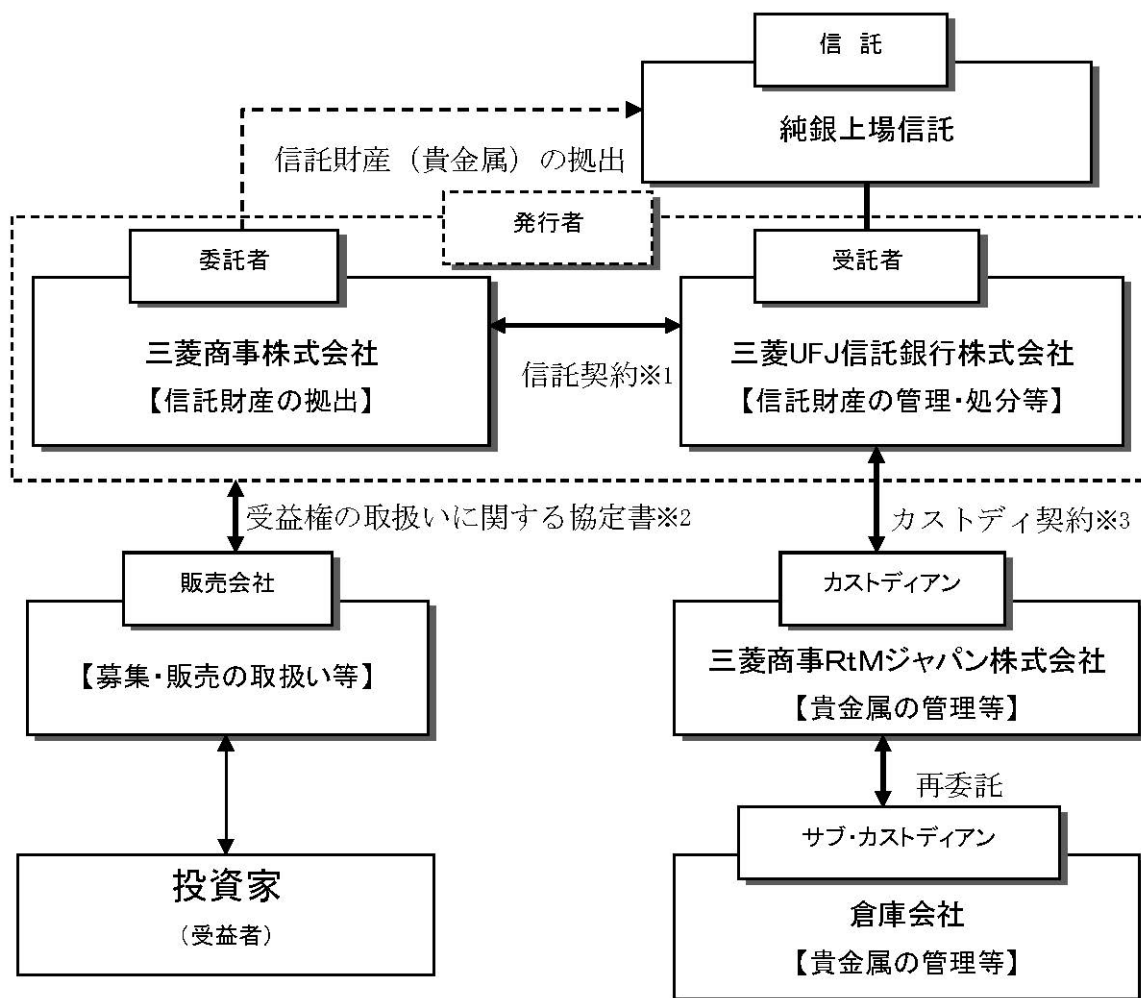 信 託
純銀上場信託
信託財産（貴金属）の拠出
発行者
委託者
三菱商事株式会社
【信託財産の拠出】
信託契約※1
受託者
三菱UFJ信託銀行株式会社
【信託財産の管理・処分等】
受益権の取扱いに関する協定書※2
カストディ契約※3
販売会社
【募集・販売の取扱い等】
カストディアン
三菱商事RtMジャパン株式会社
【貴金属の管理等】
再委託
投資家
（受益者）
サブ・カストディアン
倉庫会社
【貴金属の管理等】